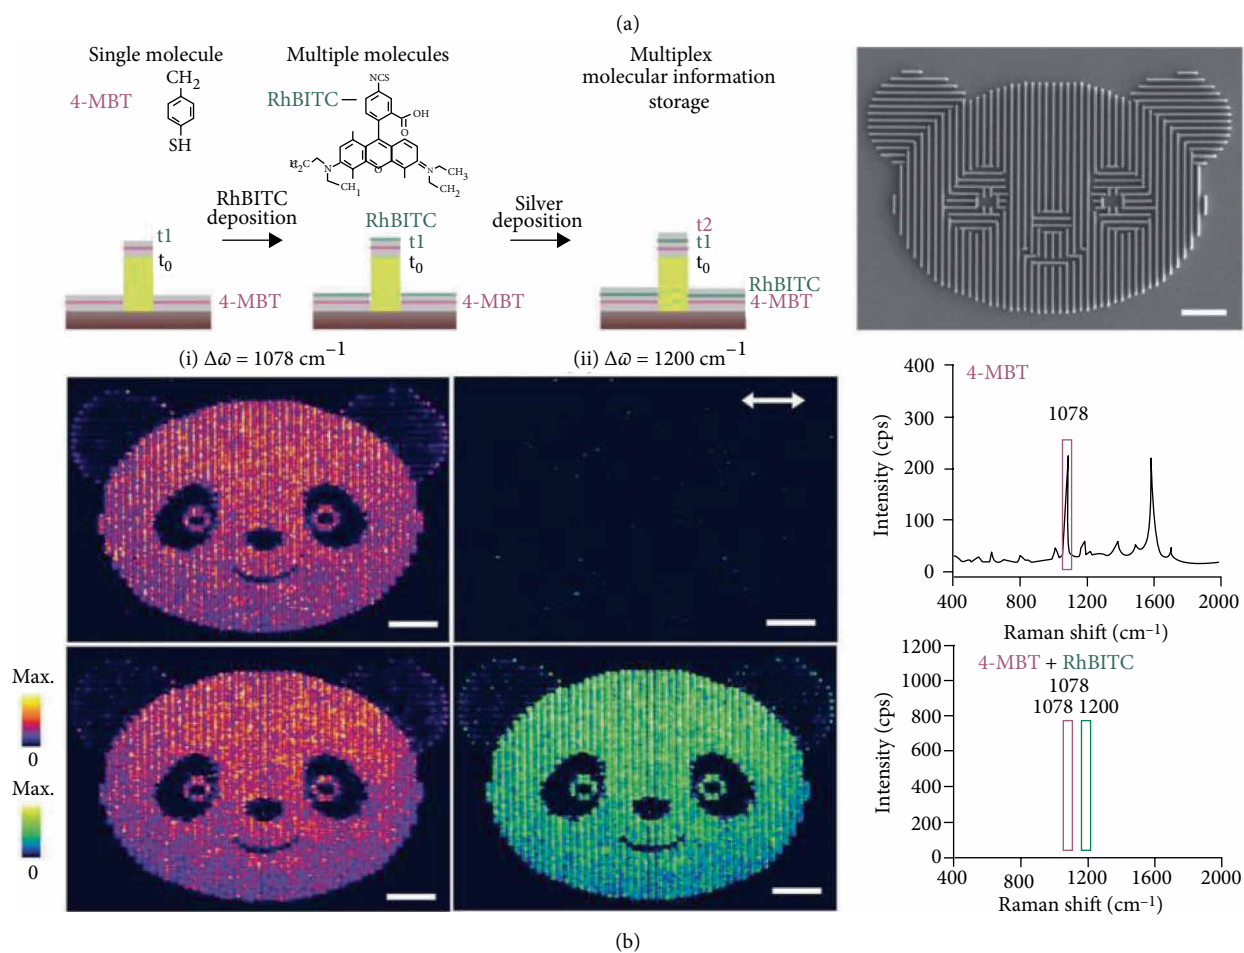 (a)
Single molecule
Multiple molecules
Multiplex
molecular information
storage
4-MBT
CH2
SH
RhBITC
NCS
OH
O
H2C
N
CH1
O
N
CH3
CH2
RhBITC
deposition
Silver
deposition
t1
t0
4-MBT
RhBITC
t1
t0
4-MBT
t2
t1
t0
RhBITC
4-MBT
(i) Δϖ = 1078 cm−1
(ii) Δϖ = 1200 cm−1
Max.
0
Max.
0
400
300
200
100
0
Intensity (cps)
4-MBT
1078
400
800
1200
1600
2000
Raman shift (cm−1)
1200
1000
800
600
400
200
0
Intensity (cps)
4-MBT + RhBITC
1078
1078
1200
400
800
1200
1600
2000
Raman shift (cm−1)
(b)